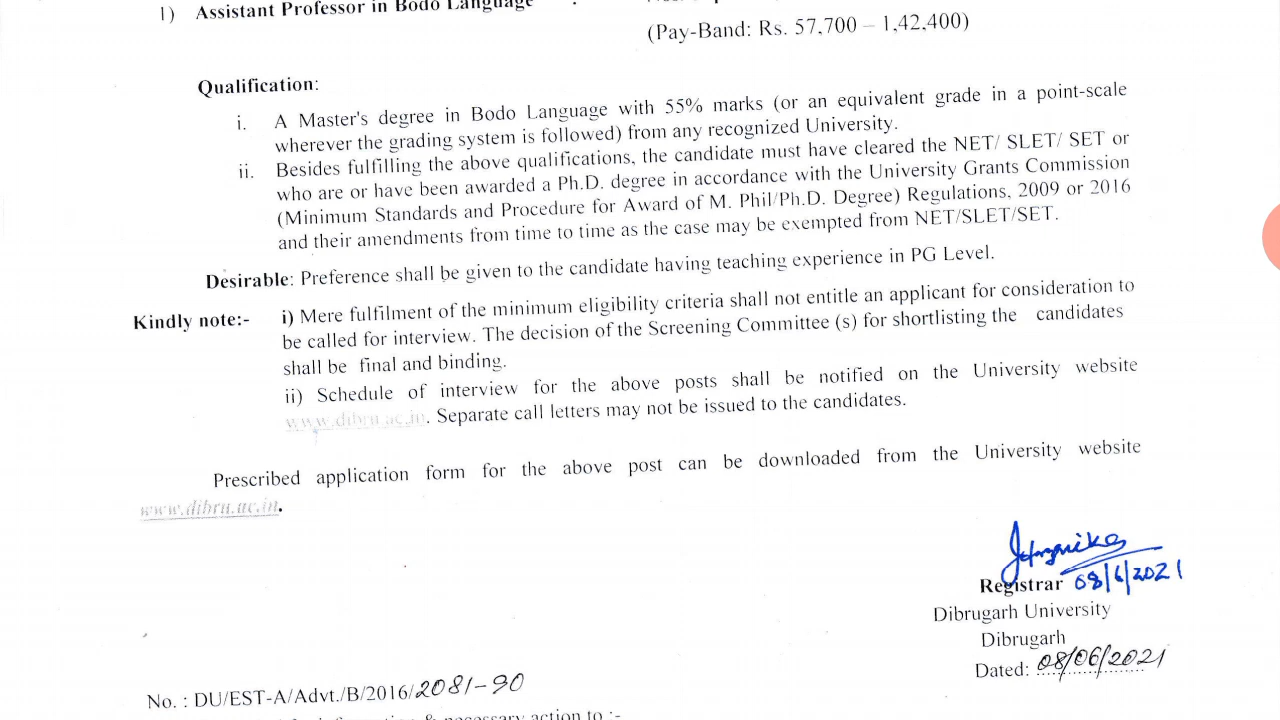 1) Assistant Professor in Bodo Language :
(Pay-Band: Rs. 57,700 – 1,42,400)
Qualification:
i. A Master's degree in Bodo Language with 55% marks (or an equivalent grade in a point-scale
wherever the grading system is followed) from any recognized University.
ii. Besides fulfilling the above qualifications, the candidate must have cleared the NET/ SLET/ SET or
who are or have been awarded a Ph.D. degree in accordance with the University Grants Commission
(Minimum Standards and Procedure for Award of M. Phil/Ph.D. Degree) Regulations, 2009 or 2016
and their amendments from time to time as the case may be exempted from NET/SLET/SET.
Desirable: Preference shall be given to the candidate having teaching experience in PG Level.
Kindly note:- i) Mere fulfilment of the minimum eligibility criteria shall not entitle an applicant for consideration to
be called for interview. The decision of the Screening Committee (s) for shortlisting the candidates
shall be final and binding.
ii) Schedule of interview for the above posts shall be notified on the University website
www.dibru.ac.in. Separate call letters may not be issued to the candidates.
Prescribed application form for the above post can be downloaded from the University website
www.dibru.ac.in.
Registrar 08/6/2021
Dibrugarh University
Dibrugarh
Dated: 08/06/2021
No. : DU/EST-A/Advt./B/2016/2081-90
& necessary action to :-